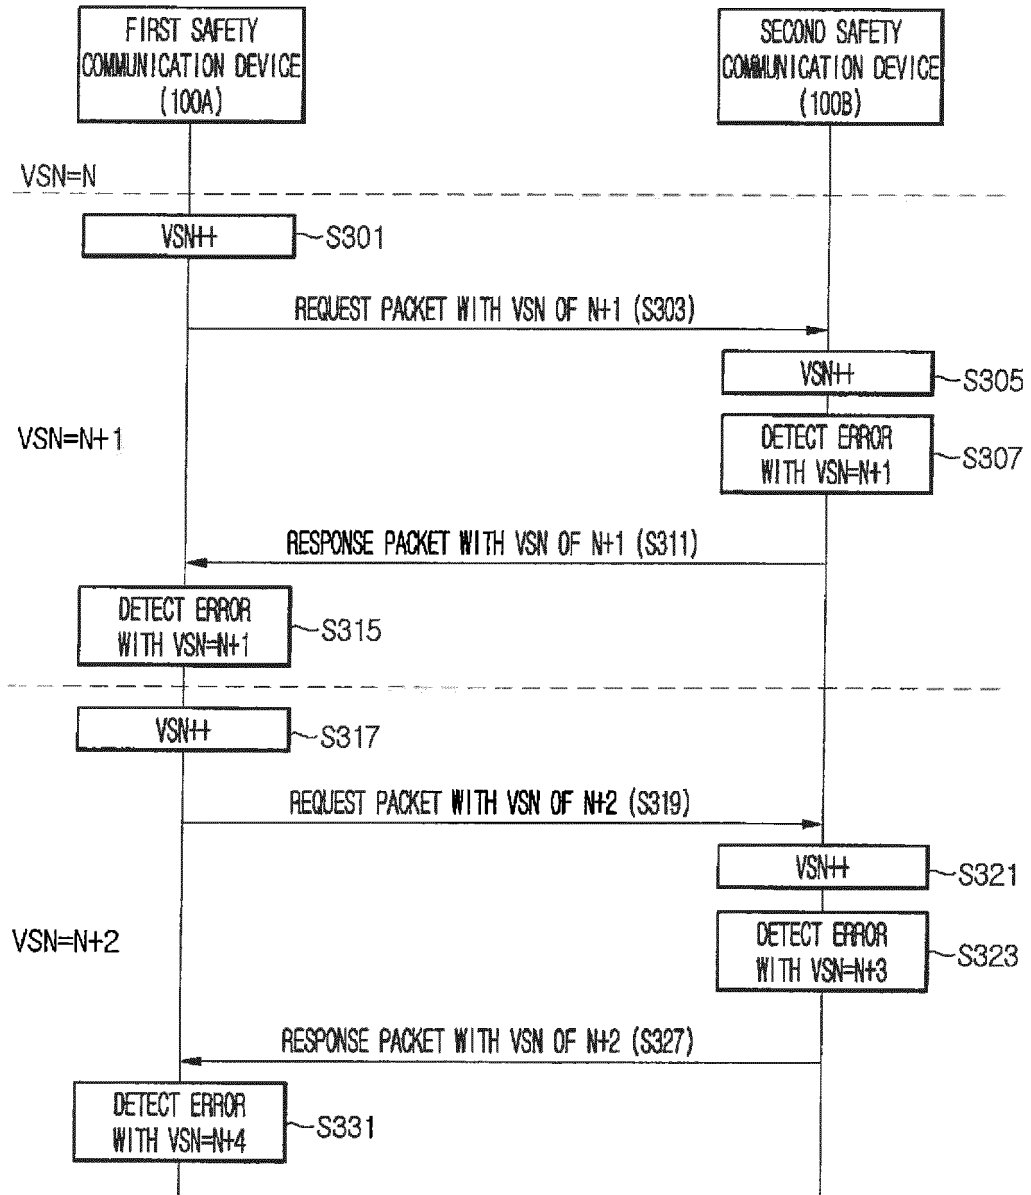 FIRST SAFETY
COMMUNICATION DEVICE
(100A)
SECOND SAFETY
COMMUNICATION DEVICE
(100B)
VSN=N
VSN++
S301
REQUEST PACKET WITH VSN OF N+1 (S303)
VSN++
S305
VSN=N+1
DETECT ERROR
WITH VSN=N+1
S307
RESPONSE PACKET WITH VSN OF N+1 (S311)
DETECT ERROR
WITH VSN=N+1
S315
VSN++
S317
REQUEST PACKET WITH VSN OF N+2 (S319)
VSN++
S321
VSN=N+2
DETECT ERROR
WITH VSN=N+3
S323
RESPONSE PACKET WITH VSN OF N+2 (S327)
DETECT ERROR
WITH VSN=N+4
S331